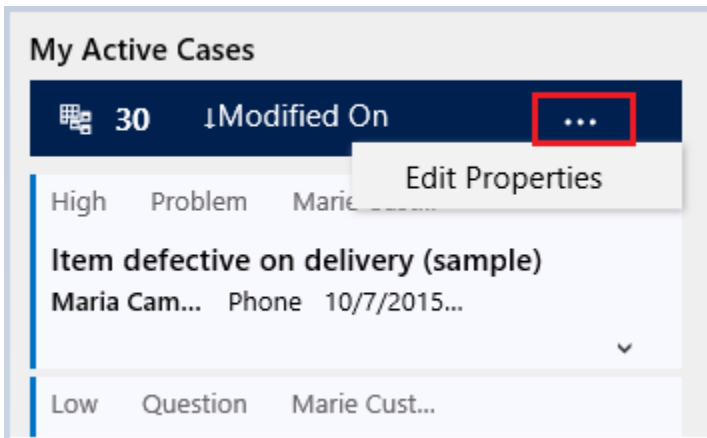 My Active Cases
30 ↓Modified On ...
Edit Properties
High Problem Marie
Item defective on delivery (sample)
Maria Cam... Phone 10/7/2015...
Low Question Marie Cust...